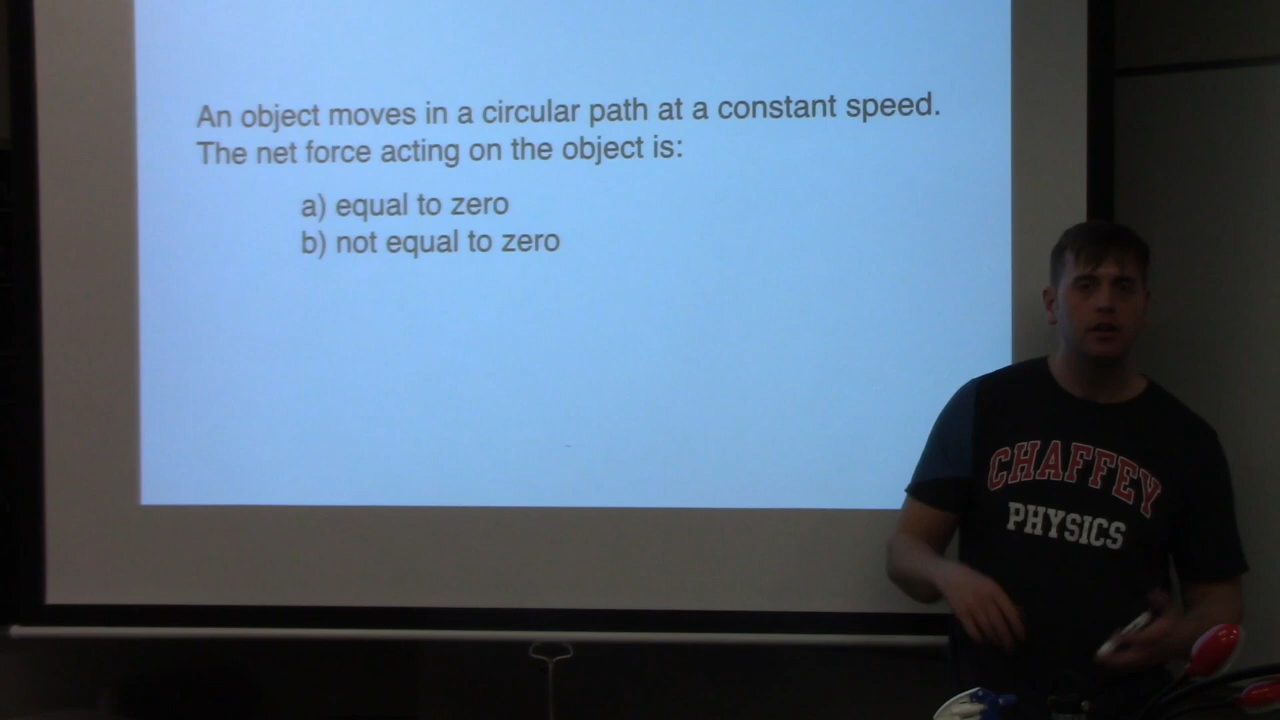 An object moves in a circular path at a constant speed.
The net force acting on the object is:
a) equal to zero
b) not equal to zero
CHAFFEY
PHYSICS